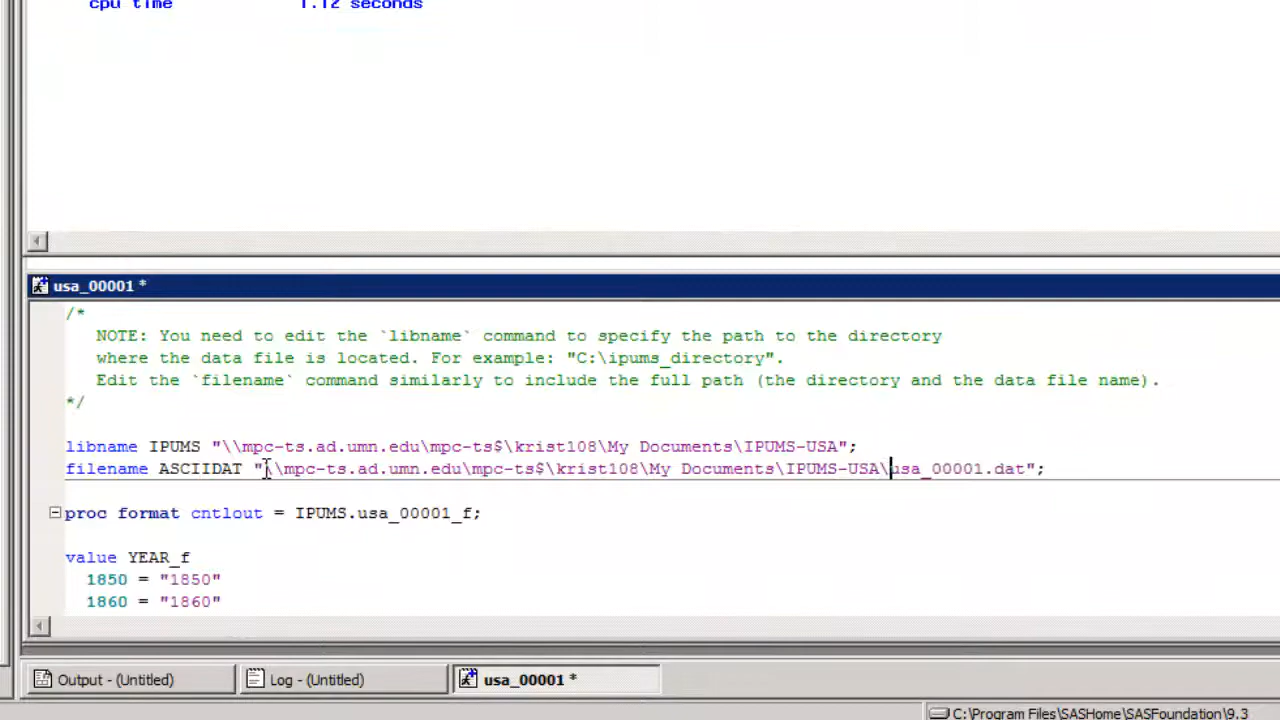 cpu time 1.12 seconds
usa_00001 *
/*
NOTE: You need to edit the `libname` command to specify the path to the directory
where the data file is located. For example: "C:\ipums_directory".
Edit the `filename` command similarly to include the full path (the directory and the data file name).
*/
libname IPUMS "\\mpc-ts.ad.umn.edu\mpc-ts$\krist108\My Documents\IPUMS-USA";
filename ASCIIDAT "\\mpc-ts.ad.umn.edu\mpc-ts$\krist108\My Documents\IPUMS-USA\usa_00001.dat";
proc format cntlout = IPUMS.usa_00001_f;
value YEAR_f
1850 = "1850"
1860 = "1860"
Output - (Untitled) Log - (Untitled) usa_00001 *
C:\Program Files\SASHome\SASFoundation\9.3